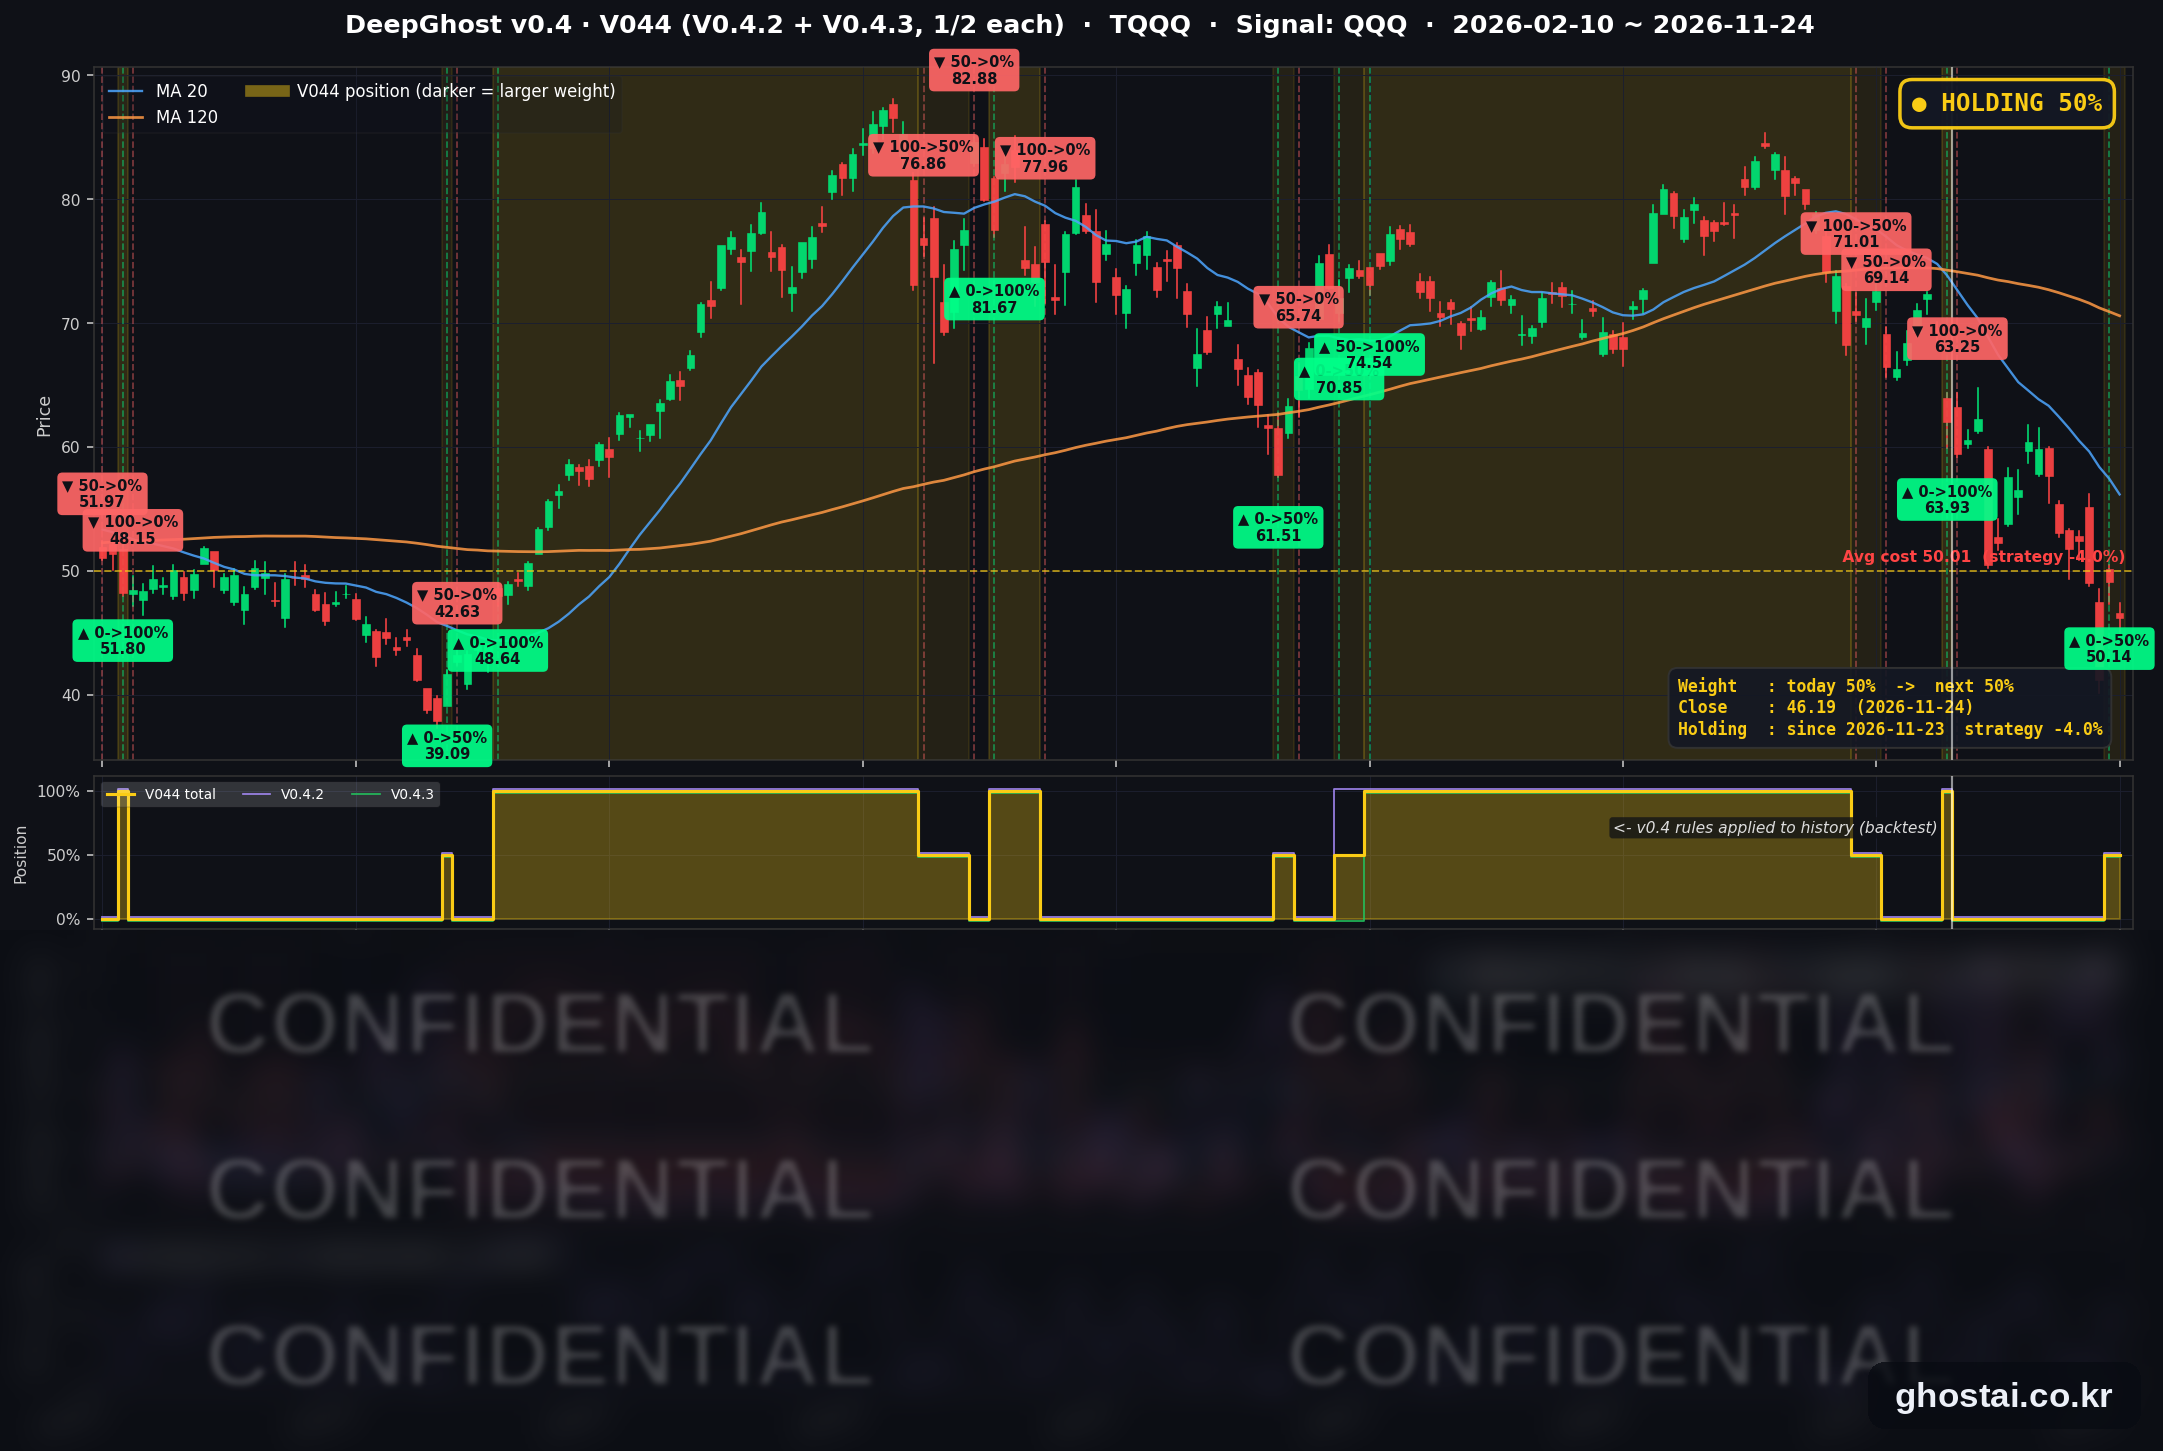 DeepGhost v0.4 · V044 (V0.4.2 + V0.4.3, 1/2 each)  ·  TQQQ  ·  Signal: QQQ  ·  2026-02-10 ~ 2026-11-24
MA 20
MA 120
V044 position (darker = larger weight)
● HOLDING 50%
Price
90
80
70
60
50
40
▼ 50->0%
51.97
▼ 100->0%
48.15
▲ 0->100%
51.80
▼ 50->0%
42.63
▲ 0->50%
39.09
▲ 0->100%
48.64
▼ 100->50%
76.86
▼ 50->0%
82.88
▲ 0->100%
81.67
▼ 100->0%
77.96
▲ 0->50%
61.51
▼ 50->0%
65.74
▲
70.85
▲ 50->100%
74.54
▼ 100->50%
71.01
▼ 50->0%
69.14
▲ 0->100%
63.93
▼ 100->0%
63.25
Avg cost 50.01  (strategy -4.0%)
▲ 0->50%
50.14
Weight   : today 50%  ->  next 50%
Close    : 46.19  (2026-11-24)
Holding  : since 2026-11-23  strategy -4.0%
Position
100%
50%
0%
V044 total
V0.4.2
V0.4.3
<- v0.4 rules applied to history (backtest)
CONFIDENTIAL CONFIDENTIAL
CONFIDENTIAL CONFIDENTIAL
CONFIDENTIAL CONFIDENTIAL
ghostai.co.kr